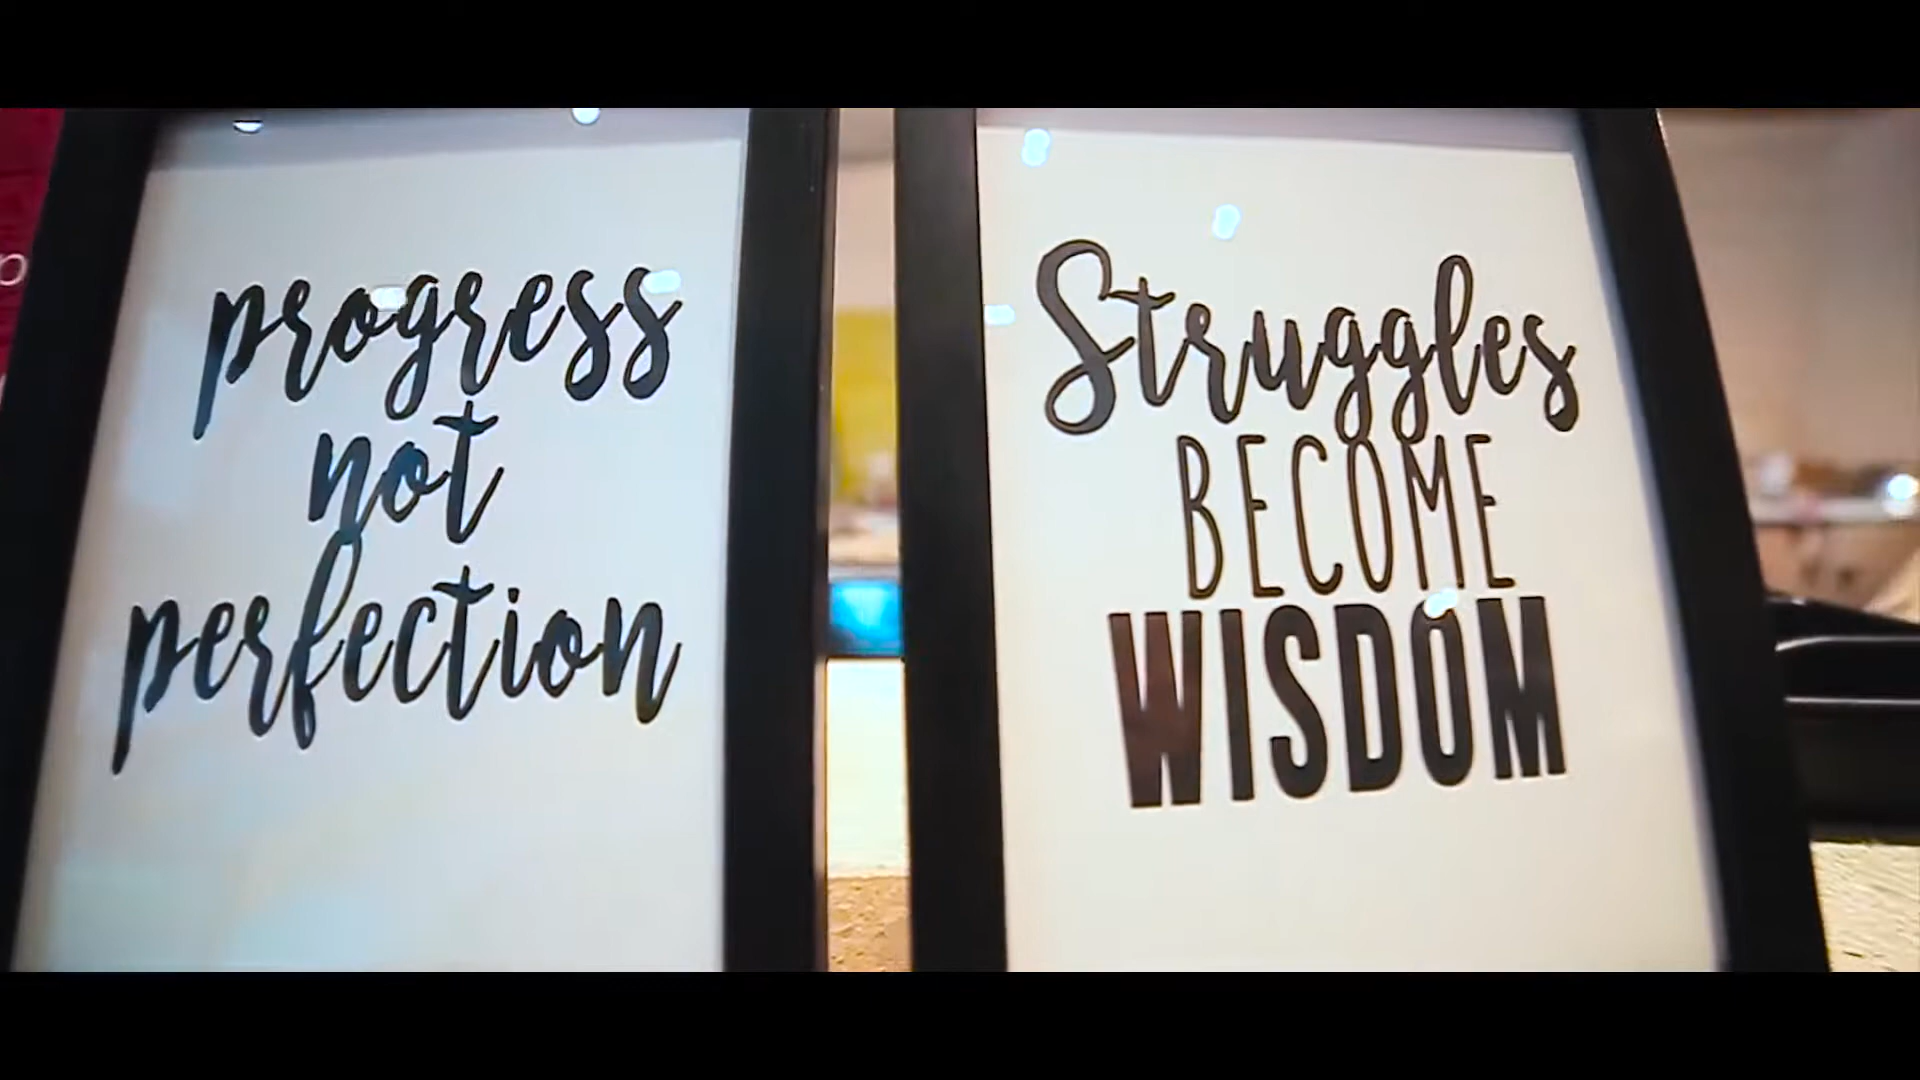 progress
not
perfection
Struggles
BECOME
WISDOM